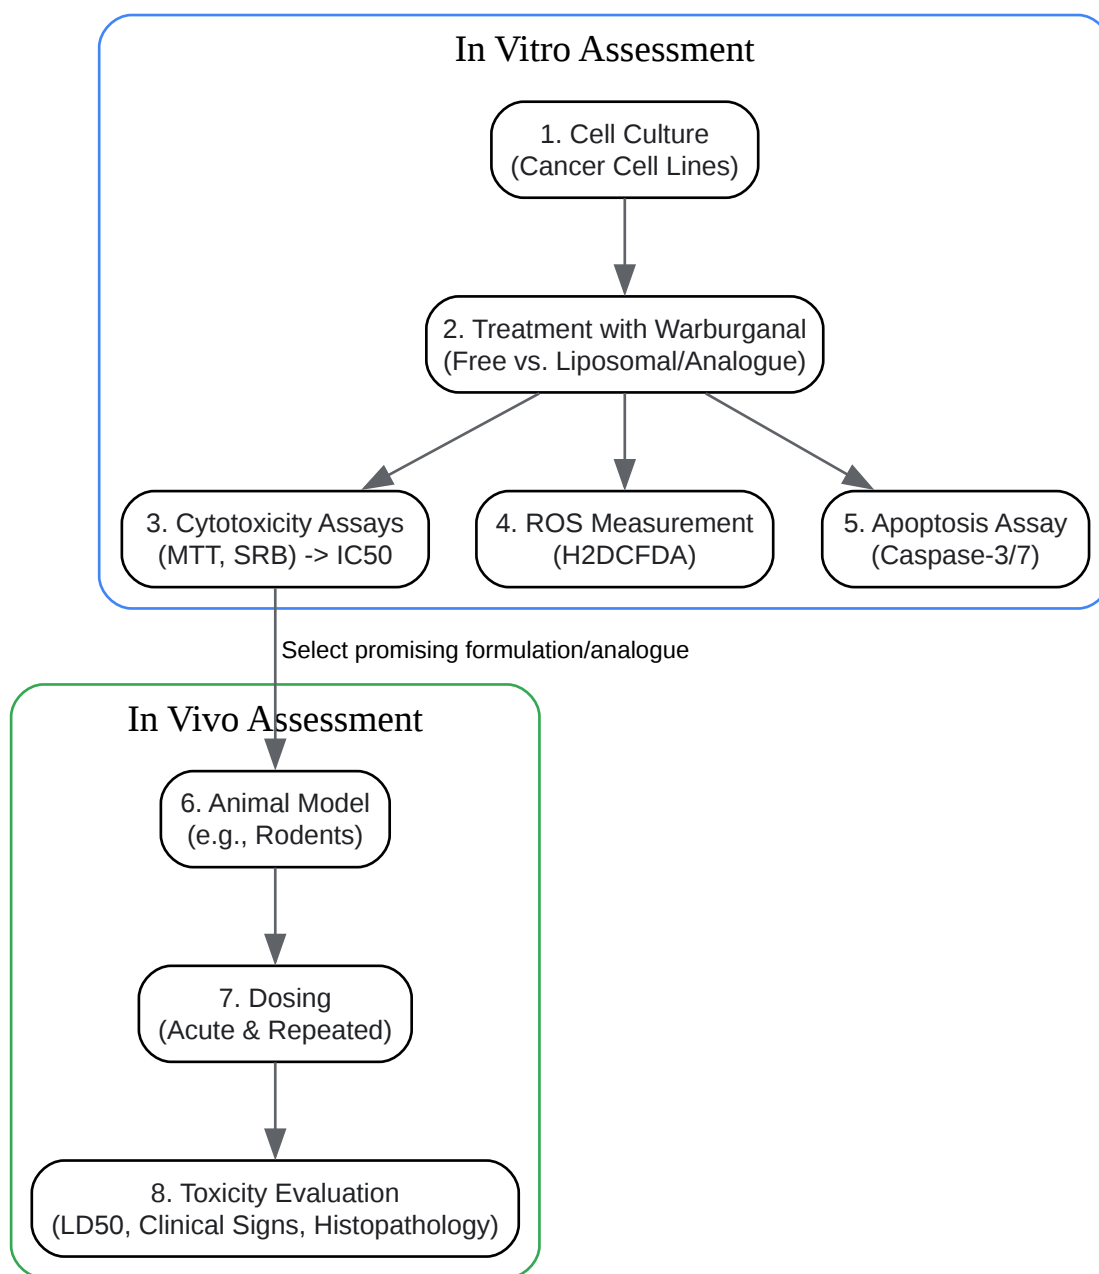 In Vitro Assessment
1. Cell Culture
(Cancer Cell Lines)
2. Treatment with Warburganal
(Free vs. Liposomal/Analogue)
3. Cytotoxicity Assays
(MTT, SRB) -> IC50
4. ROS Measurement
(H2DCFDA)
5. Apoptosis Assay
(Caspase-3/7)
Select promising formulation/analogue
In Vivo Assessment
6. Animal Model
(e.g., Rodents)
7. Dosing
(Acute & Repeated)
8. Toxicity Evaluation
(LD50, Clinical Signs, Histopathology)